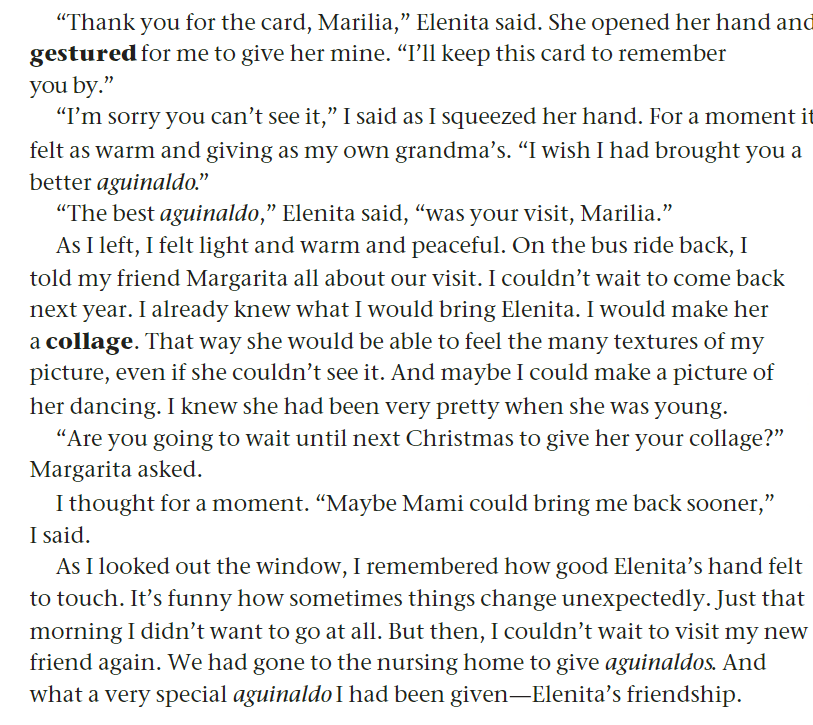 “Thank you for the card, Marilia,” Elenita said. She opened her hand and
gestured for me to give her mine. “I’ll keep this card to remember
you by.”
“I’m sorry you can’t see it,” I said as I squeezed her hand. For a moment it
felt as warm and giving as my own grandma’s. “I wish I had brought you a
better aguinaldo.”
“The best aguinaldo,” Elenita said, “was your visit, Marilia.”
As I left, I felt light and warm and peaceful. On the bus ride back, I
told my friend Margarita all about our visit. I couldn’t wait to come back
next year. I already knew what I would bring Elenita. I would make her
a collage. That way she would be able to feel the many textures of my
picture, even if she couldn’t see it. And maybe I could make a picture of
her dancing. I knew she had been very pretty when she was young.
“Are you going to wait until next Christmas to give her your collage?”
Margarita asked.
I thought for a moment. “Maybe Mami could bring me back sooner,”
I said.
As I looked out the window, I remembered how good Elenita’s hand felt
to touch. It’s funny how sometimes things change unexpectedly. Just that
morning I didn’t want to go at all. But then, I couldn’t wait to visit my new
friend again. We had gone to the nursing home to give aguinaldos. And
what a very special aguinaldo I had been given—Elenita’s friendship.